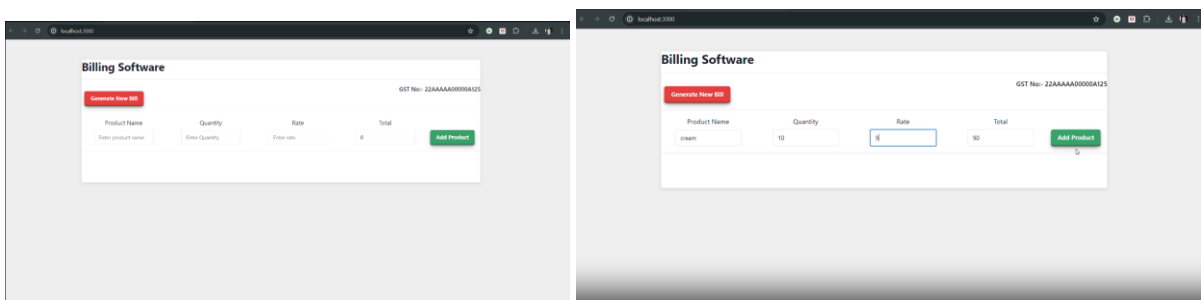 localhost:3000
Billing Software
GST No:- 22AAAAA00000A125
Generate New Bill
Product Name Quantity Rate Total
Enter product name Enter Quantity Enter rate 0 Add Product
localhost:3000
Billing Software
GST No:- 22AAAAA00000A125
Generate New Bill
Product Name Quantity Rate Total
cream 10 9 90 Add Product